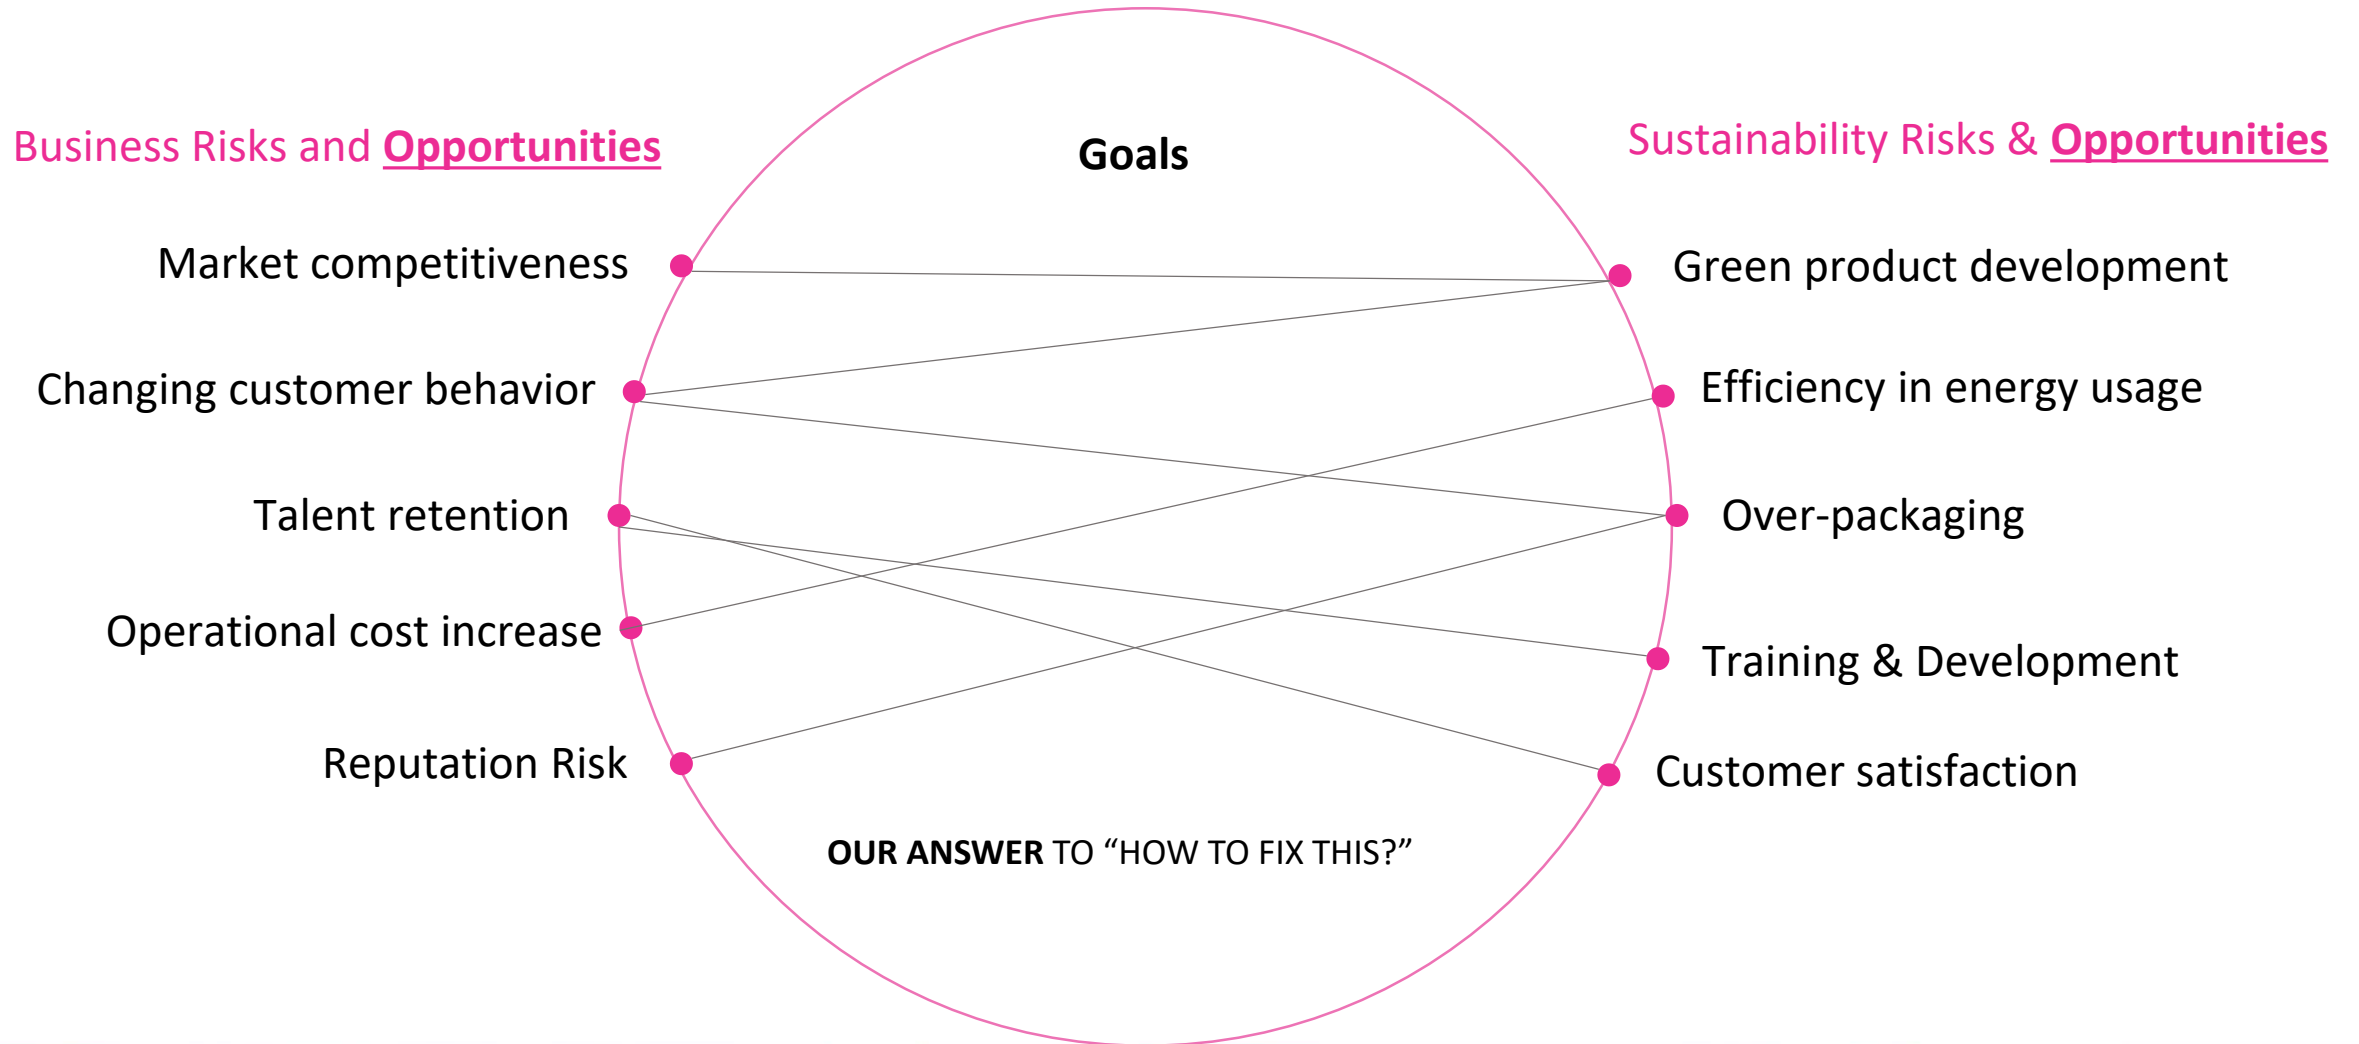 Business Risks and Opportunities
Market competitiveness
Changing customer behavior
Talent retention
Operational cost increase
Reputation Risk
Goals
OUR ANSWER TO “HOW TO FIX THIS?”
Sustainability Risks & Opportunities
Green product development
Efficiency in energy usage
Over-packaging
Training & Development
Customer satisfaction